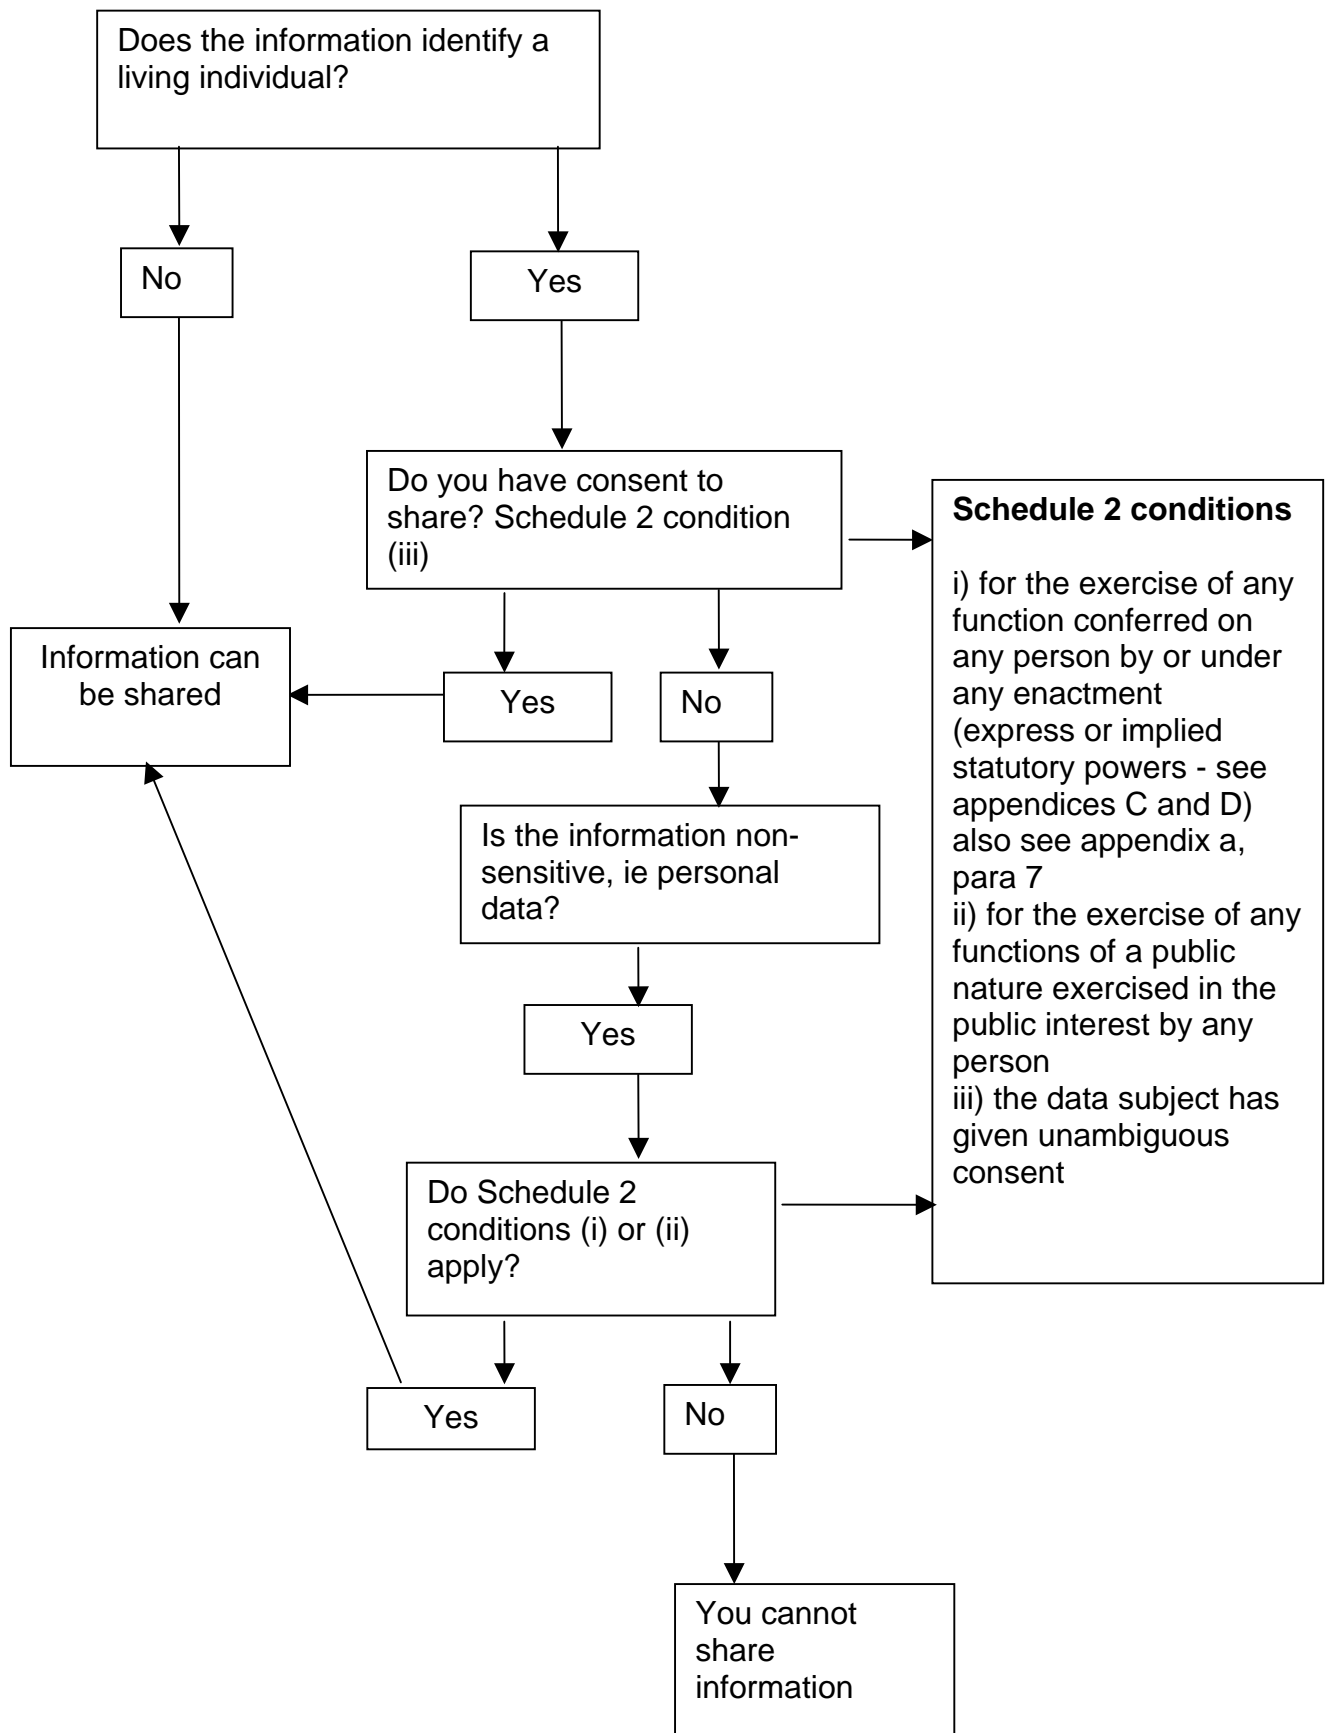 Does the information identify a
living individual?
No
Yes
Do you have consent to
share? Schedule 2 condition
(iii)
Schedule 2 conditions
i) for the exercise of any
function conferred on
any person by or under
any enactment
(express or implied
statutory powers - see
appendices C and D)
also see appendix a,
para 7
ii) for the exercise of any
functions of a public
nature exercised in the
public interest by any
person
iii) the data subject has
given unambiguous
consent
Information can
be shared
Yes
No
Is the information non-
sensitive, ie personal
data?
Yes
Do Schedule 2
conditions (i) or (ii)
apply?
Yes
No
You cannot
share
information